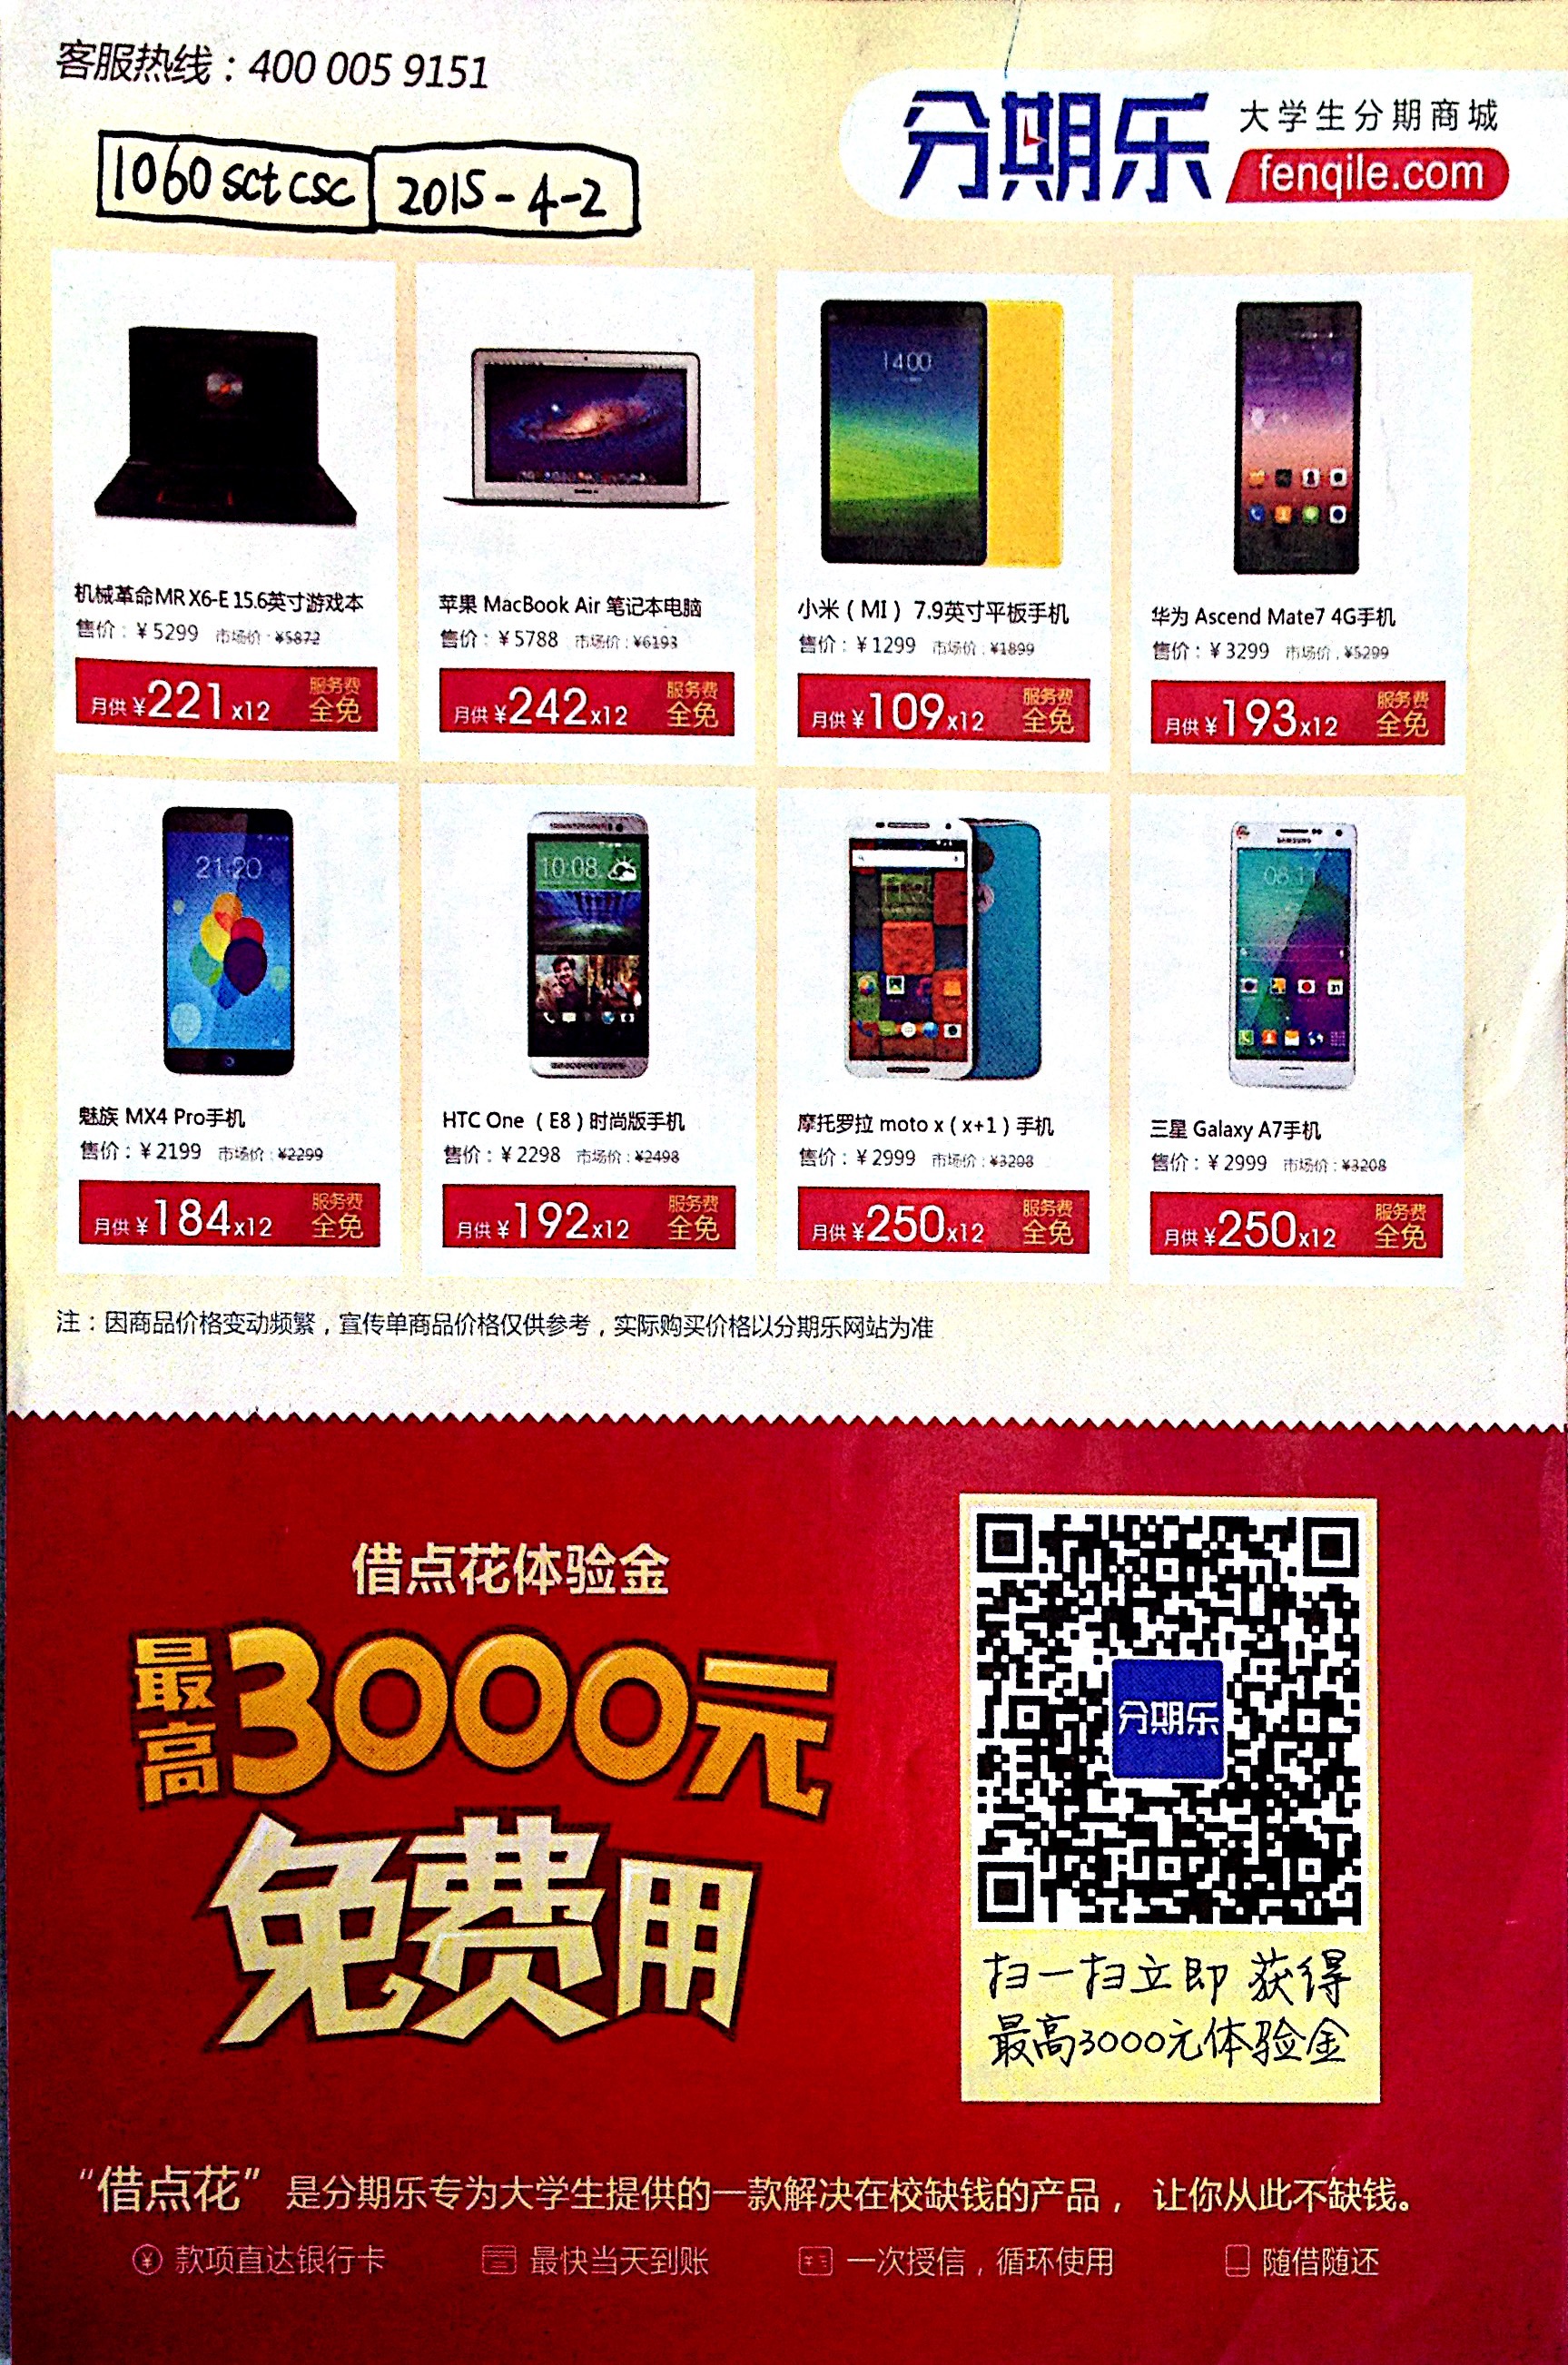 客服热线：400 005 9151
1060 sctcsc 2015-4-2
分期乐 大学生分期商城
fenqile.com
机械革命MR X6-E 15.6英寸游戏本
售价：¥5299 市场价：¥5872
月供¥221x12 服务费全免
苹果 MacBook Air 笔记本电脑
售价：¥5788 市场价：¥6193
月供¥242x12 服务费全免
14:00
小米（MI）7.9英寸平板手机
售价：¥1299 市场价：¥1899
月供¥109x12 服务费全免
华为 Ascend Mate7 4G手机
售价：¥3299 市场价：¥5299
月供¥193x12 服务费全免
21:20
魅族 MX4 Pro手机
售价：¥2199 市场价：¥2299
月供¥184x12 服务费全免
10:08
HTC One （E8）时尚版手机
售价：¥2298 市场价：¥2498
月供¥192x12 服务费全免
摩托罗拉 moto x（x+1）手机
售价：¥2999 市场价：¥3208
月供¥250x12 服务费全免
SAMSUNG
08:11
三星 Galaxy A7手机
售价：¥2999 市场价：¥3208
月供¥250x12 服务费全免
注：因商品价格变动频繁，宣传单商品价格仅供参考，实际购买价格以分期乐网站为准
借点花体验金
最高3000元
免费用
分期乐
扫一扫立即获得
最高3000元体验金
“借点花”是分期乐专为大学生提供的一款解决在校缺钱的产品， 让你从此不缺钱。
¥ 款项直达银行卡 最快当天到账 一次授信，循环使用 随借随还